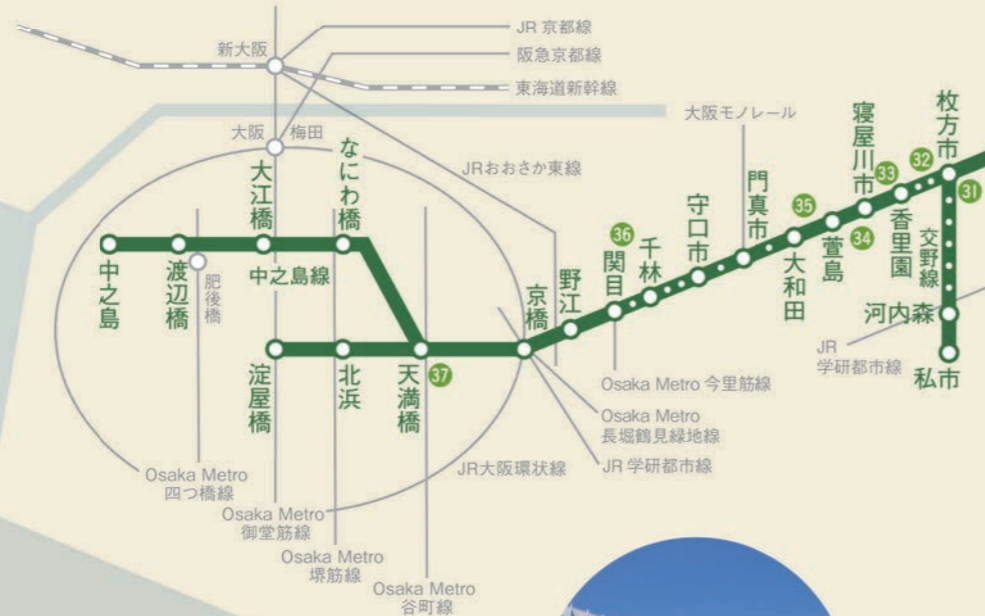 JR 京都線
新大阪
阪急京都線
東海道新幹線
大阪モノレール
大阪
梅田
JRおおさか東線
大江橋
なにわ橋
中之島
渡辺橋
肥後橋
中之島線
淀屋橋
北浜
天満橋
37
京橋
野江
36
関目
千林
守口市
門真市
35
大和田
萱島
34
寝屋川市
33
香里園
32
枚方市
31
交野線
河内森
私市
JR
学研都市線
Osaka Metro 今里筋線
Osaka Metro
長堀鶴見緑地線
JR 学研都市線
JR大阪環状線
Osaka Metro
四つ橋線
Osaka Metro
御堂筋線
Osaka Metro
堺筋線
Osaka Metro
谷町線